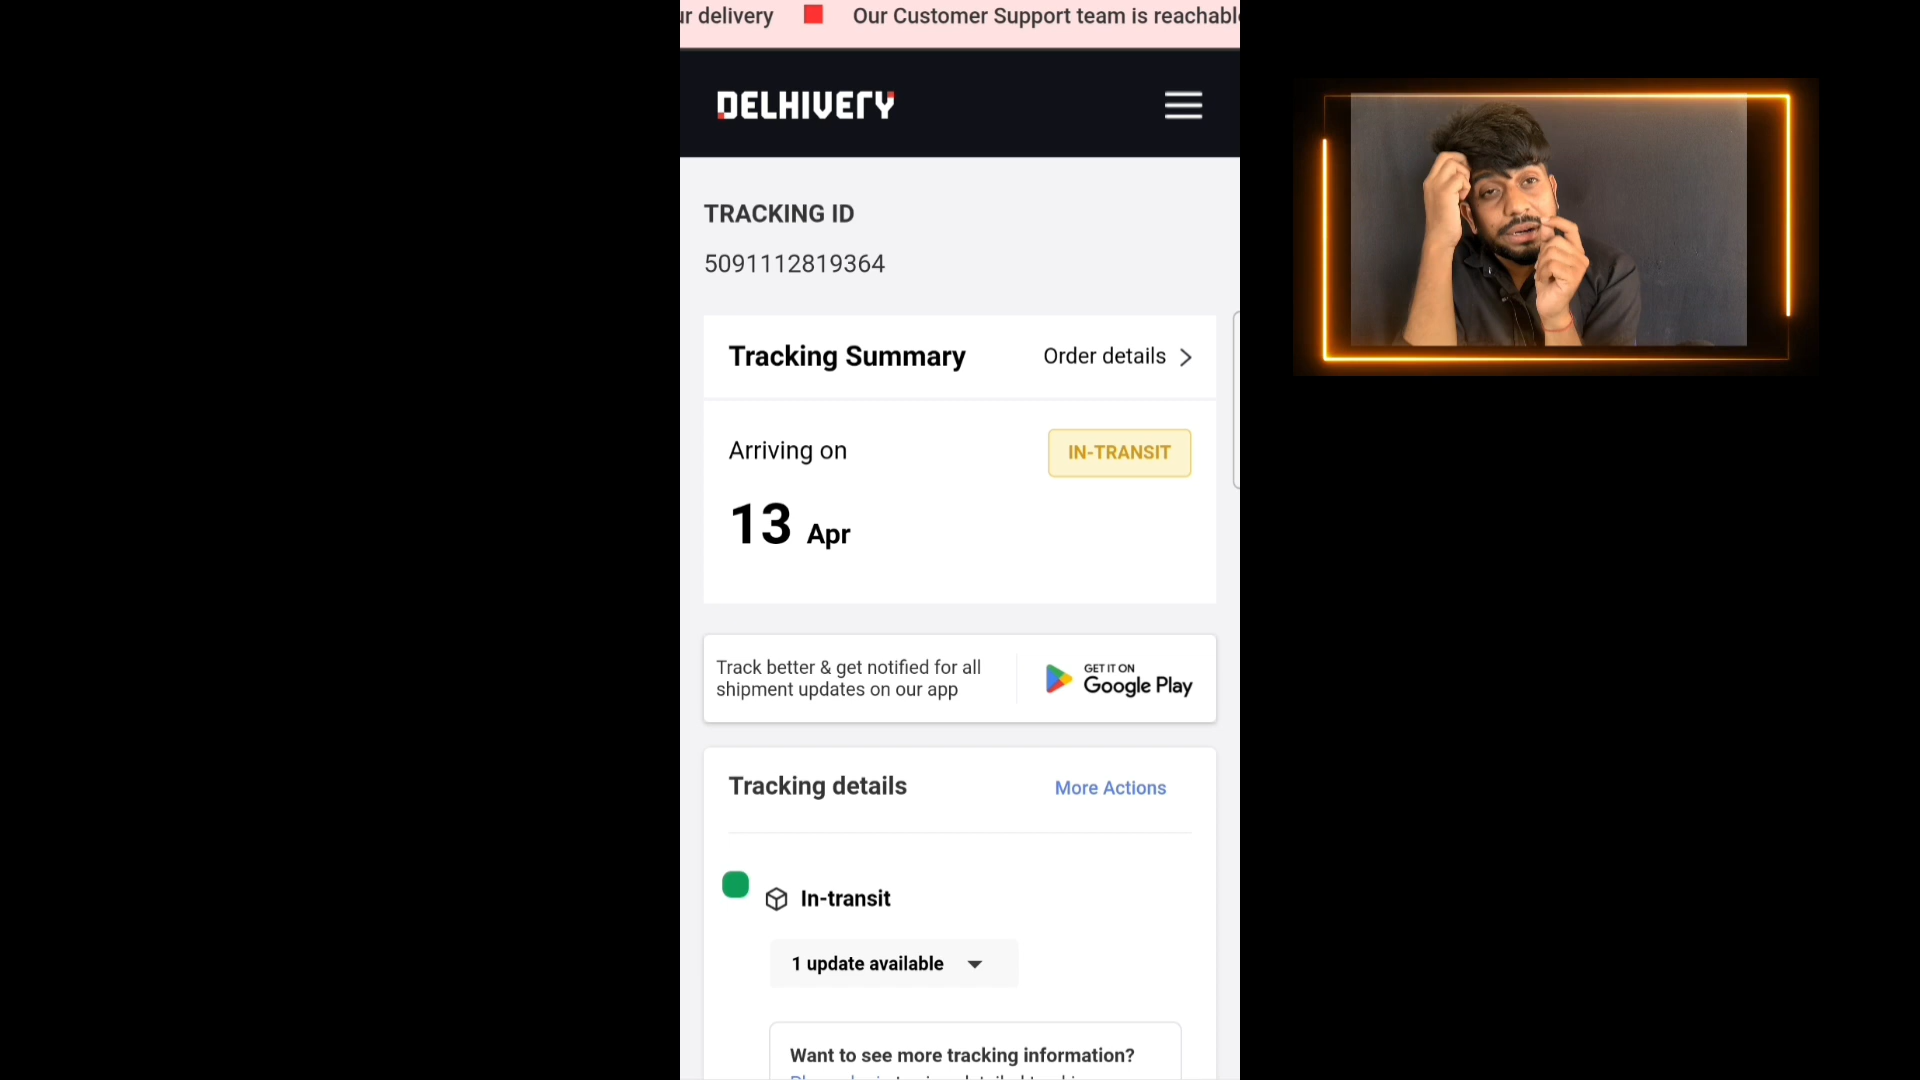 ur delivery Our Customer Support team is reachabl
DELHIVERY
TRACKING ID
5091112819364
Tracking Summary Order details
Arriving on IN-TRANSIT
13 Apr
Track better & get notified for all
shipment updates on our app
GET IT ON
Google Play
Tracking details More Actions
In-transit
1 update available
Want to see more tracking information?